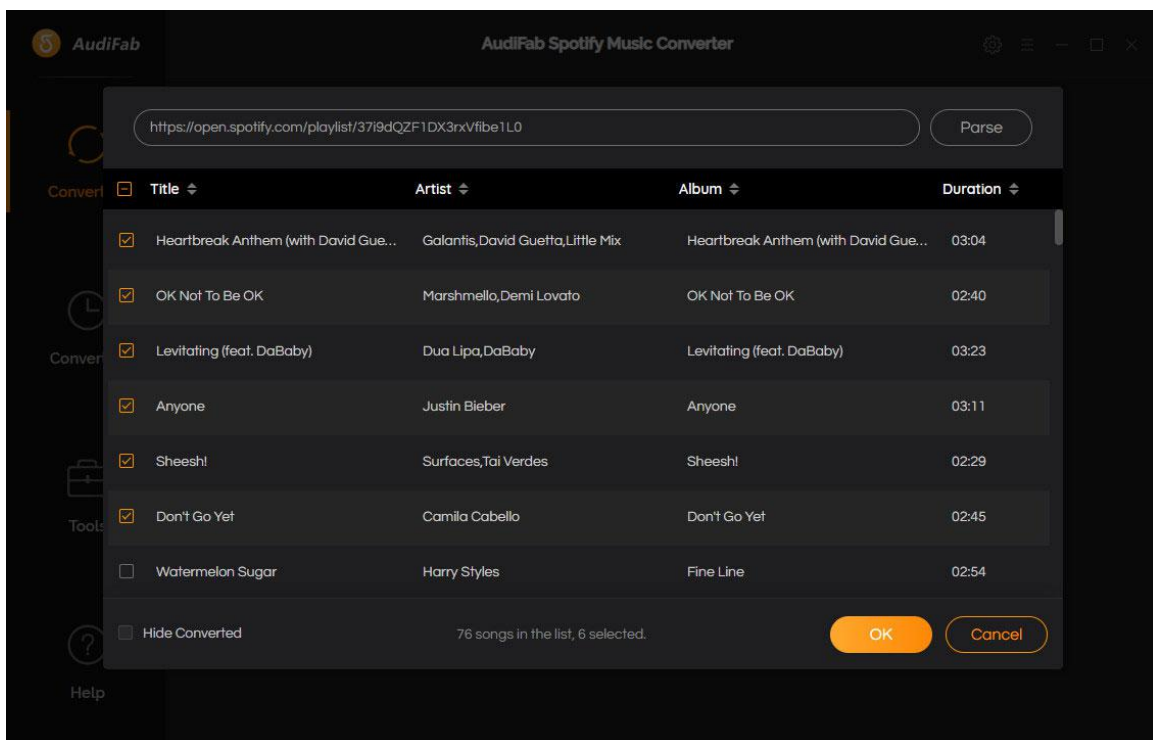 AudiFab
AudiFab Spotify Music Converter
https://open.spotify.com/playlist/37i9dQZF1DX3rxVfibe1L0 Parse
Title Artist Album Duration
Heartbreak Anthem (with David Gue... Galantis,David Guetta,Little Mix Heartbreak Anthem (with David Gue... 03:04
OK Not To Be OK Marshmello,Demi Lovato OK Not To Be OK 02:40
Levitating (feat. DaBaby) Dua Lipa,DaBaby Levitating (feat. DaBaby) 03:23
Anyone Justin Bieber Anyone 03:11
Sheesh! Surfaces,Tai Verdes Sheesh! 02:29
Don't Go Yet Camila Cabello Don't Go Yet 02:45
Watermelon Sugar Harry Styles Fine Line 02:54
Hide Converted 76 songs in the list, 6 selected. OK Cancel
Convert
Conver
Tools
Help